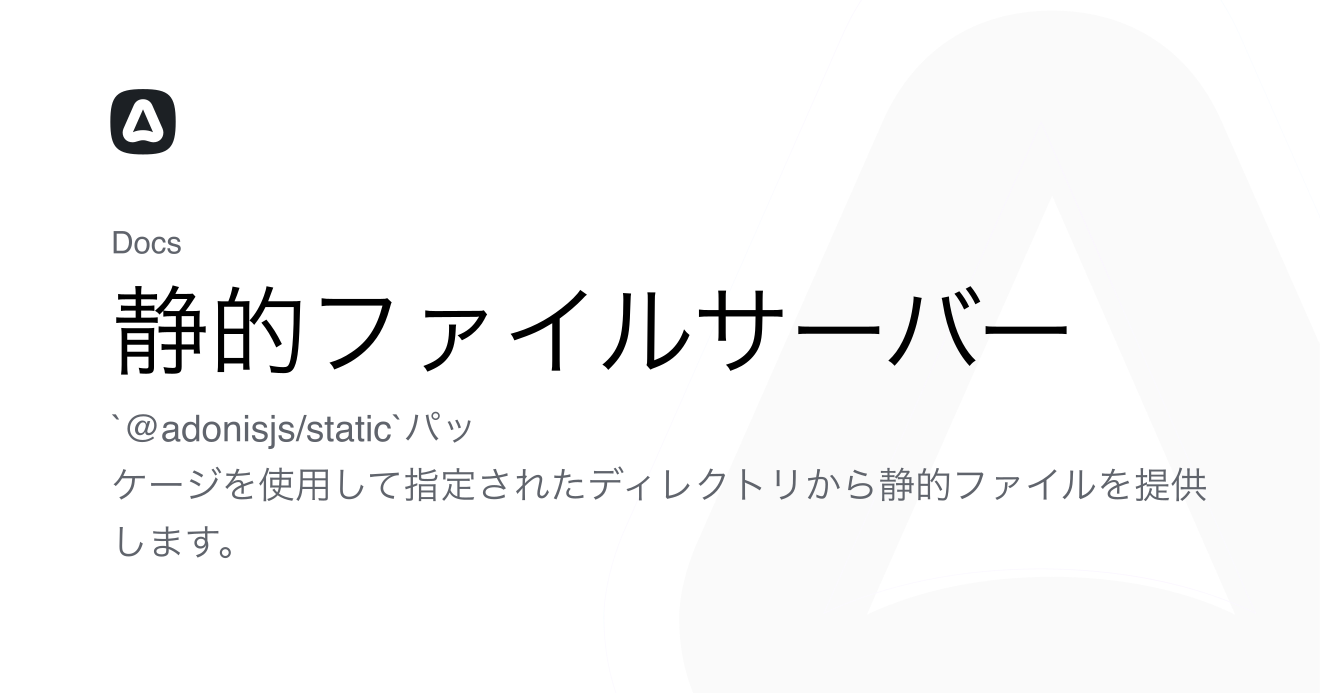 Docs
静的ファイルサーバー
`@adonisjs/static`パッ
ケージを使用して指定されたディレクトリから静的ファイルを提供
します。